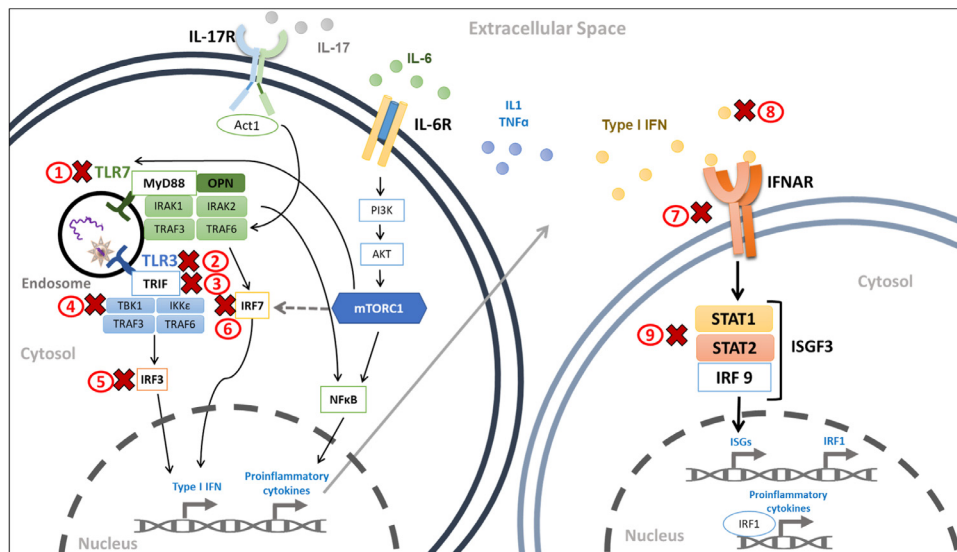 Extracellular Space
IL-17R
IL-17
IL-6
Act1
IL-6R
IL1
TNFα
Type I IFN
8
IFNAR
7
1
TLR7
MyD88
OPN
IRAK1
IRAK2
TRAF3
TRAF6
PI3K
AKT
TLR3
2
Endosome
TRIF
3
4
TBK1
IKKε
TRAF3
TRAF6
IRF7
6
mTORC1
Cytosol
5
IRF3
NFκB
Type I IFN
Proinflammatory
cytokines
Nucleus
Cytosol
STAT1
9
STAT2
ISGF3
IRF 9
ISGs
IRF1
Proinflammatory
cytokines
IRF1
Nucleus